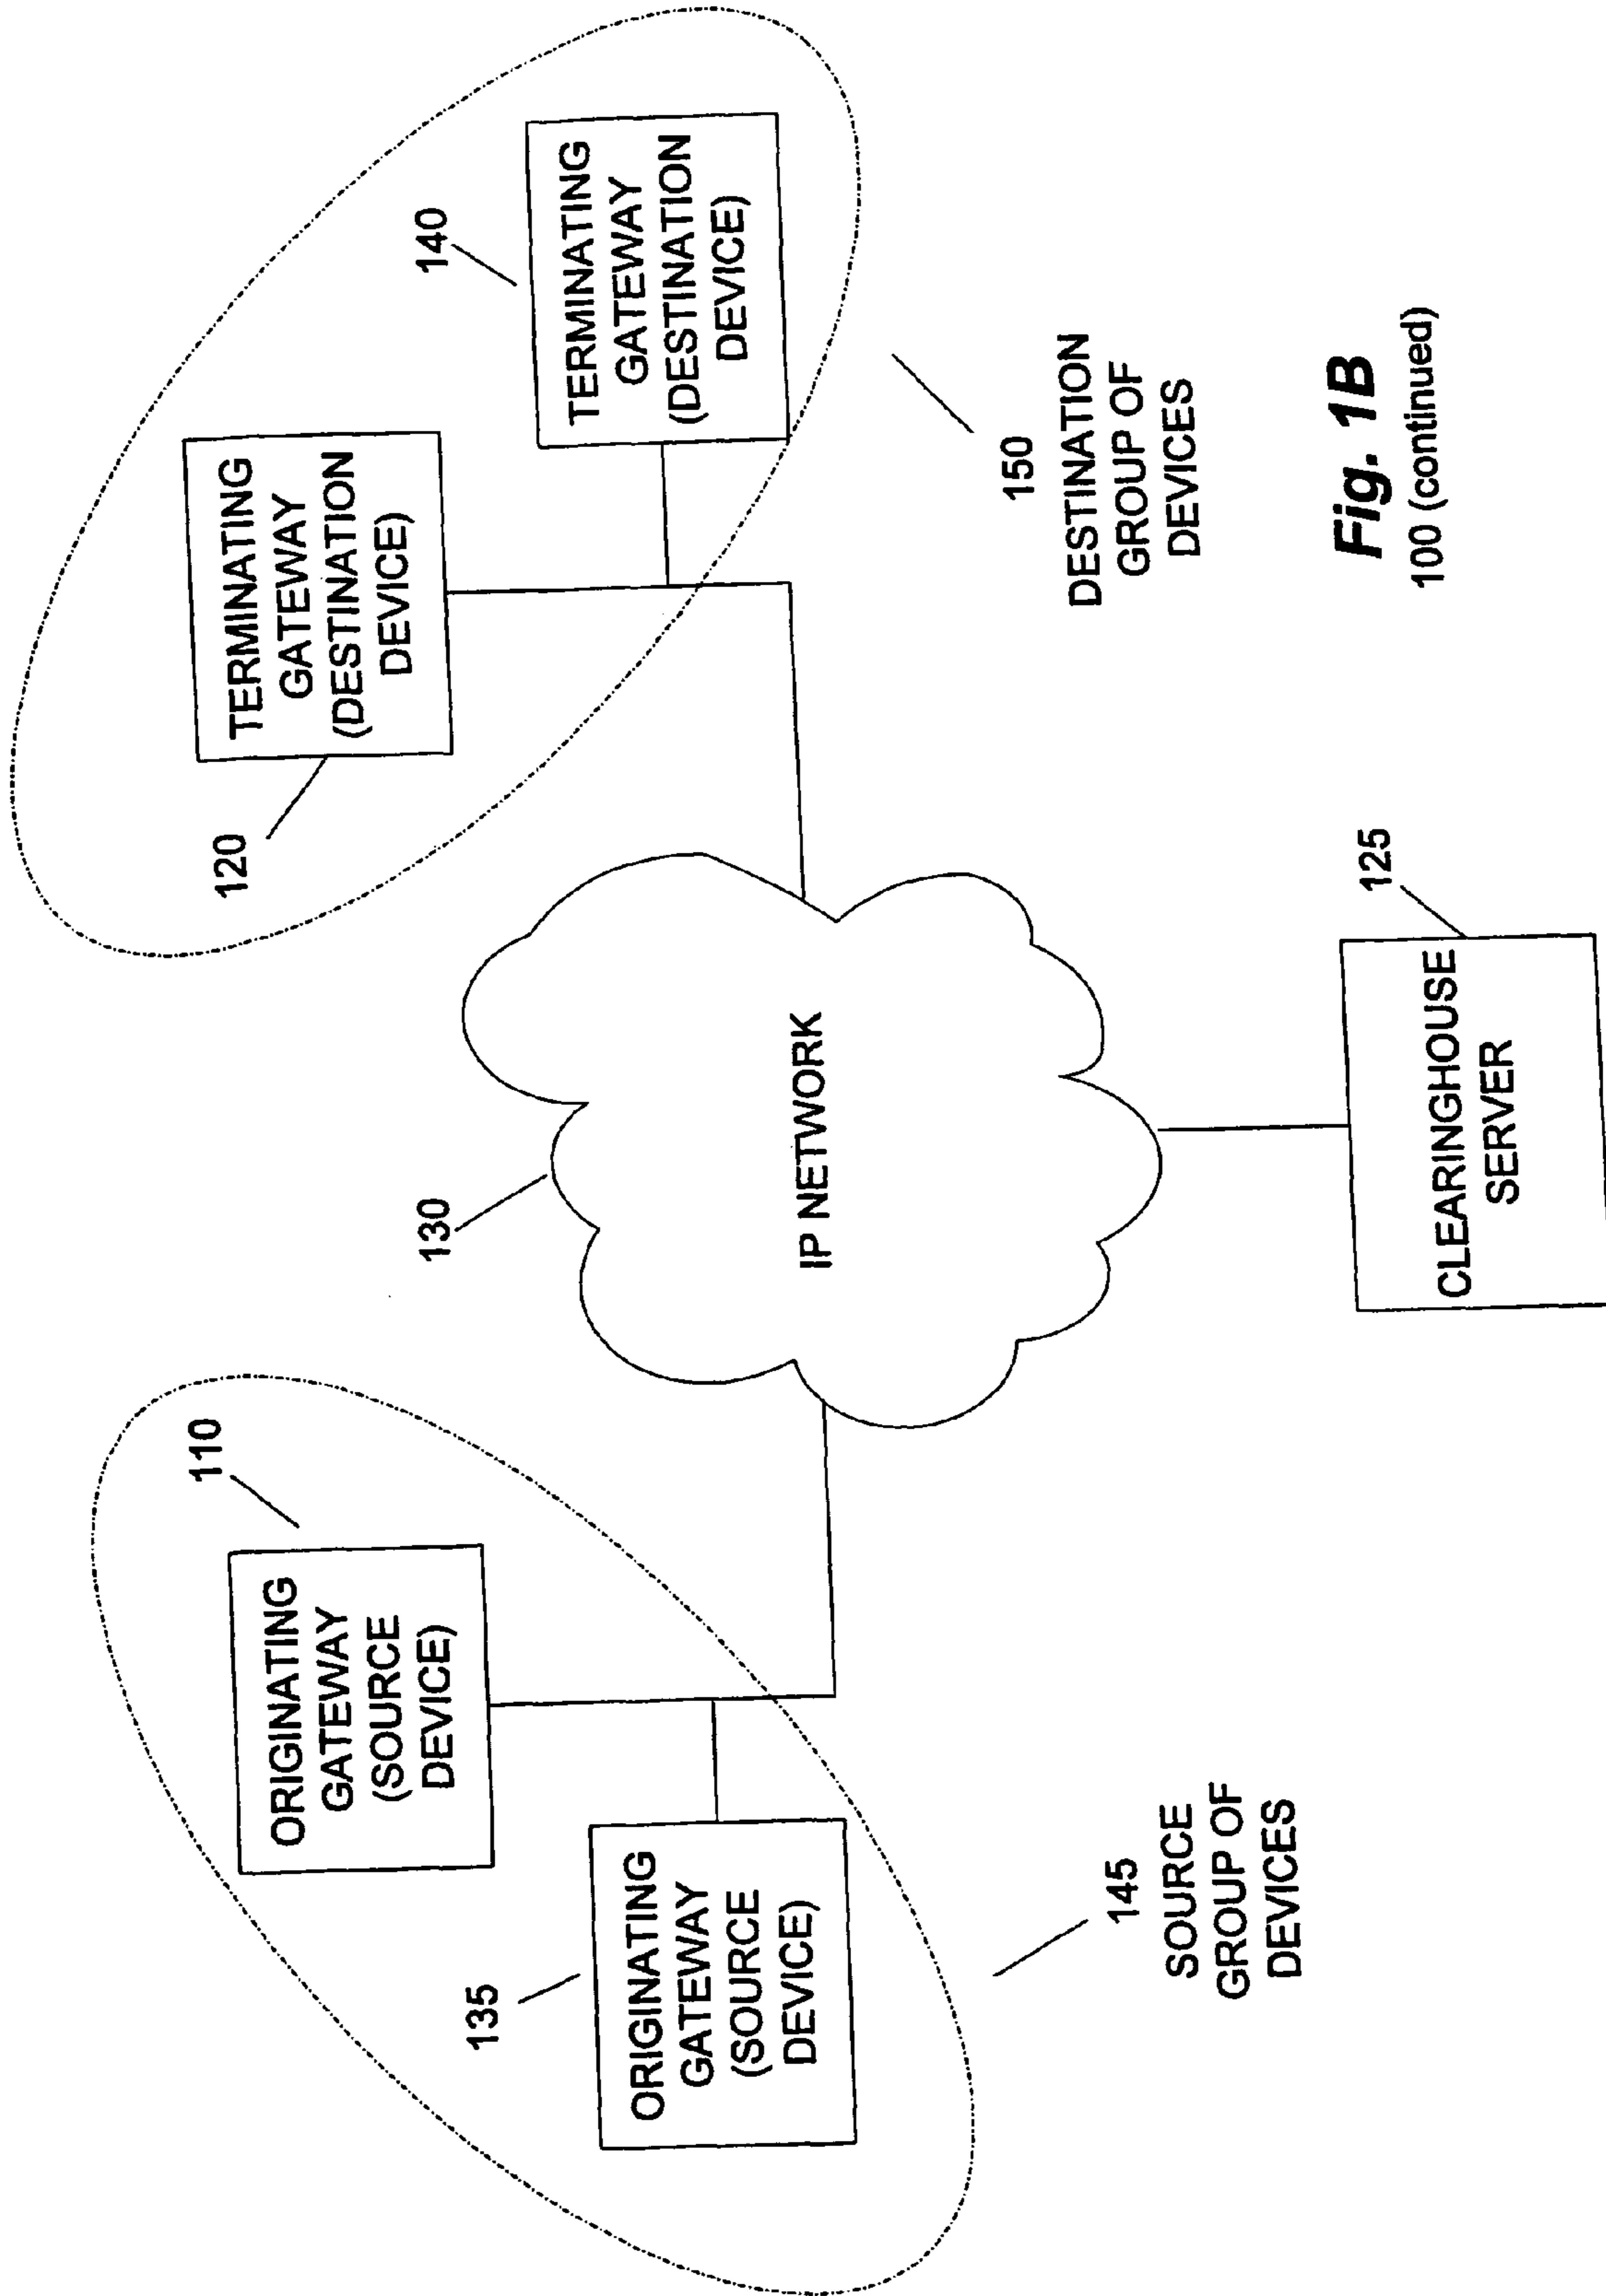 110
ORIGINATING
GATEWAY
(SOURCE
DEVICE)
135
ORIGINATING
GATEWAY
(SOURCE
DEVICE)
145
SOURCE
GROUP OF
DEVICES
130
IP NETWORK
125
CLEARINGHOUSE
SERVER
120
TERMINATING
GATEWAY
(DESTINATION
DEVICE)
140
TERMINATING
GATEWAY
(DESTINATION
DEVICE)
150
DESTINATION
GROUP OF
DEVICES
Fig. 1B
100 (continued)